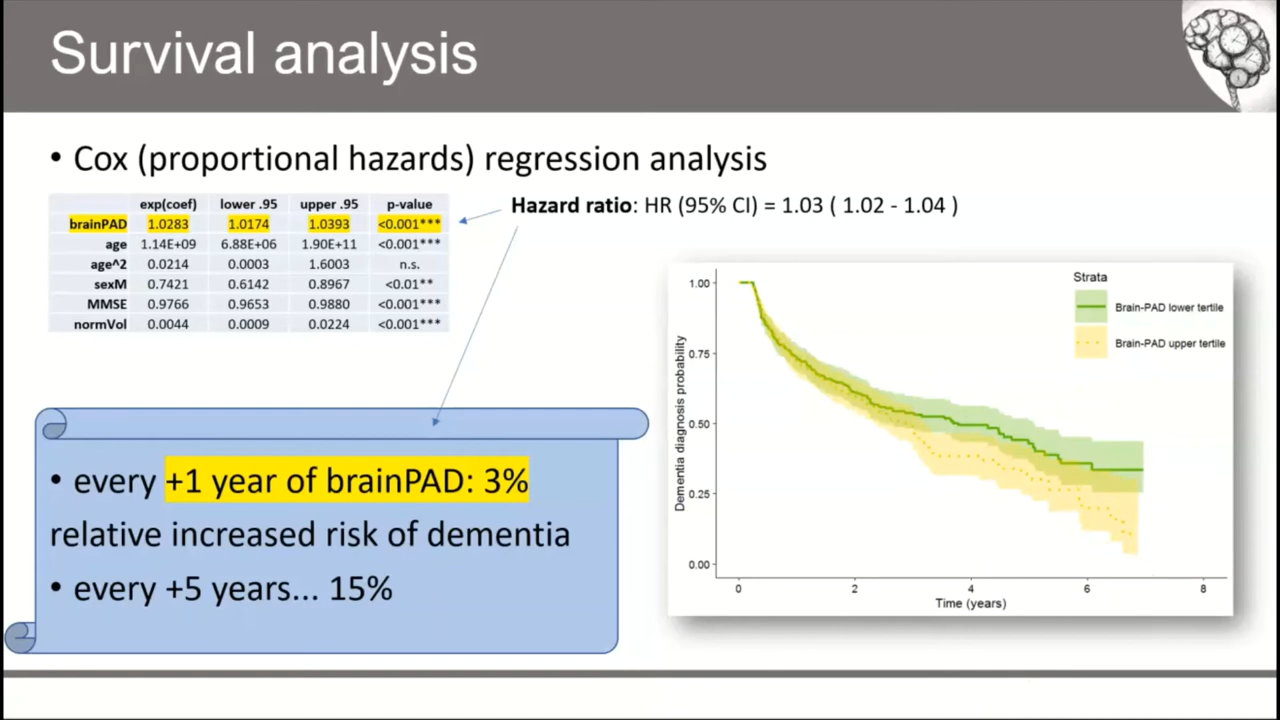 Survival analysis
• Cox (proportional hazards) regression analysis
exp(coef) lower .95 upper .95 p-value
brainPAD 1.0283 1.0174 1.0393 <0.001***
age 1.14E+09 6.88E+06 1.90E+11 <0.001***
age^2 0.0214 0.0003 1.6003 n.s.
sexM 0.7421 0.6142 0.8967 <0.01**
MMSE 0.9766 0.9653 0.9880 <0.001***
normVol 0.0044 0.0009 0.0224 <0.001***
Hazard ratio: HR (95% CI) = 1.03 ( 1.02 - 1.04 )
• every +1 year of brainPAD: 3%
relative increased risk of dementia
• every +5 years... 15%
Strata
Brain-PAD lower tertile
Brain-PAD upper tertile
Dementia diagnosis probability
1.00
0.75
0.50
0.25
0.00
0 2 4 6 8
Time (years)